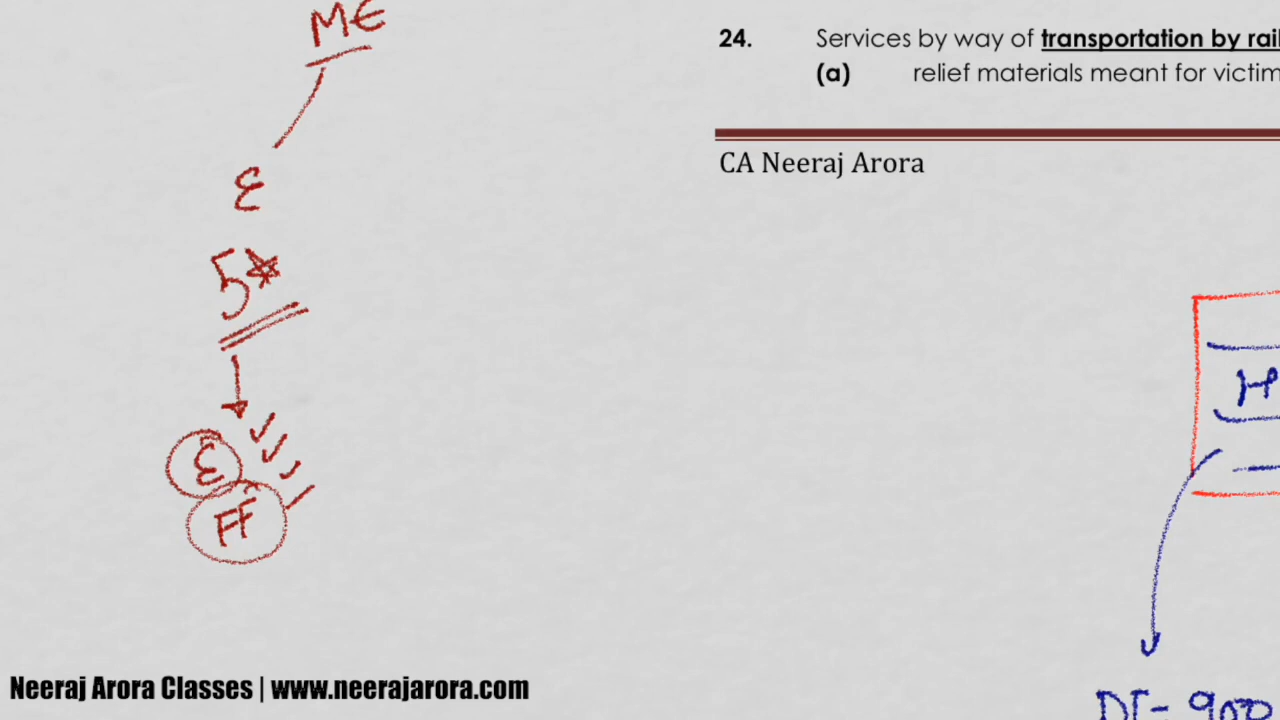 ME
24. Services by way of transportation by rail
(a) relief materials meant for victim
CA Neeraj Arora
ε
5*
H
ε
FF
Neeraj Arora Classes | www.neerajarora.com